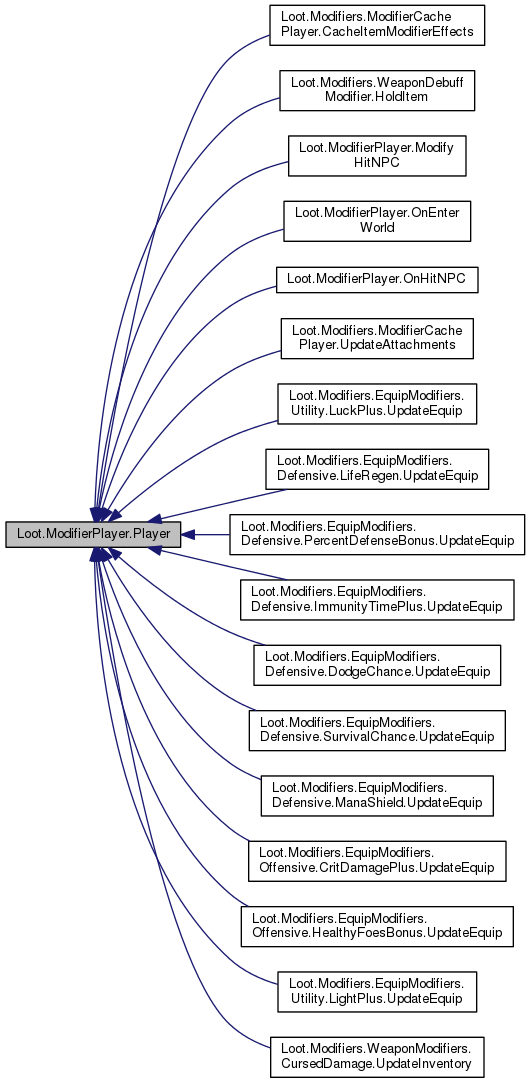 Loot.Modifiers.ModifierCache
Player.CacheItemModifierEffects
Loot.Modifiers.WeaponDebuff
Modifier.HoldItem
Loot.ModifierPlayer.Modify
HitNPC
Loot.ModifierPlayer.OnEnter
World
Loot.ModifierPlayer.OnHitNPC
Loot.Modifiers.ModifierCache
Player.UpdateAttachments
Loot.Modifiers.EquipModifiers.
Utility.LuckPlus.UpdateEquip
Loot.Modifiers.EquipModifiers.
Defensive.LifeRegen.UpdateEquip
Loot.ModifierPlayer.Player
Loot.Modifiers.EquipModifiers.
Defensive.PercentDefenseBonus.UpdateEquip
Loot.Modifiers.EquipModifiers.
Defensive.ImmunityTimePlus.UpdateEquip
Loot.Modifiers.EquipModifiers.
Defensive.DodgeChance.UpdateEquip
Loot.Modifiers.EquipModifiers.
Defensive.SurvivalChance.UpdateEquip
Loot.Modifiers.EquipModifiers.
Defensive.ManaShield.UpdateEquip
Loot.Modifiers.EquipModifiers.
Offensive.CritDamagePlus.UpdateEquip
Loot.Modifiers.EquipModifiers.
Offensive.HealthyFoesBonus.UpdateEquip
Loot.Modifiers.EquipModifiers.
Utility.LightPlus.UpdateEquip
Loot.Modifiers.WeaponModifiers.
CursedDamage.UpdateInventory